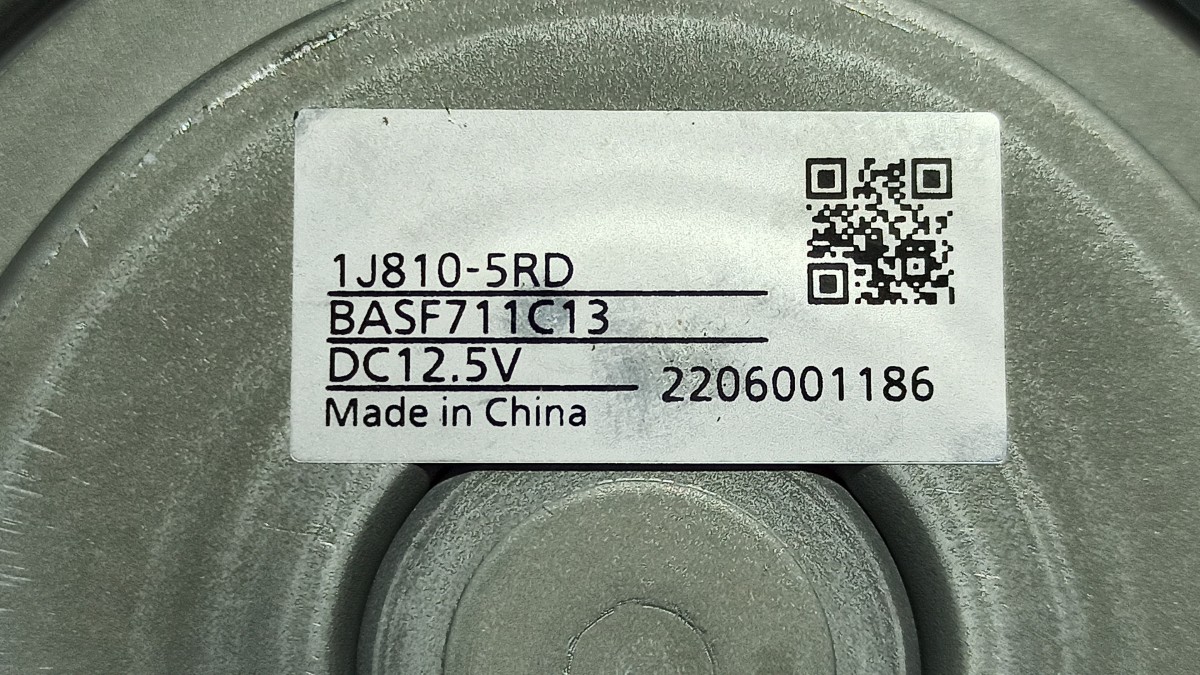 1J810-5RD
BASF711C13
DC12.5V
2206001186
Made in China